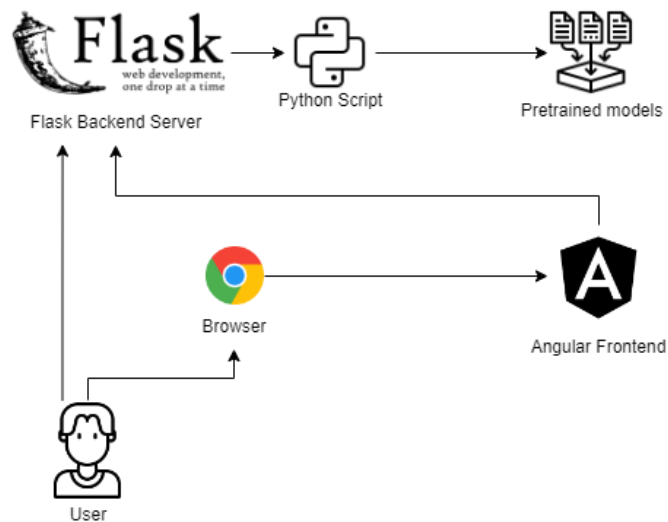 Flask
web development,
one drop at a time
Flask Backend Server
Python Script
Pretrained models
Browser
A
Angular Frontend
User